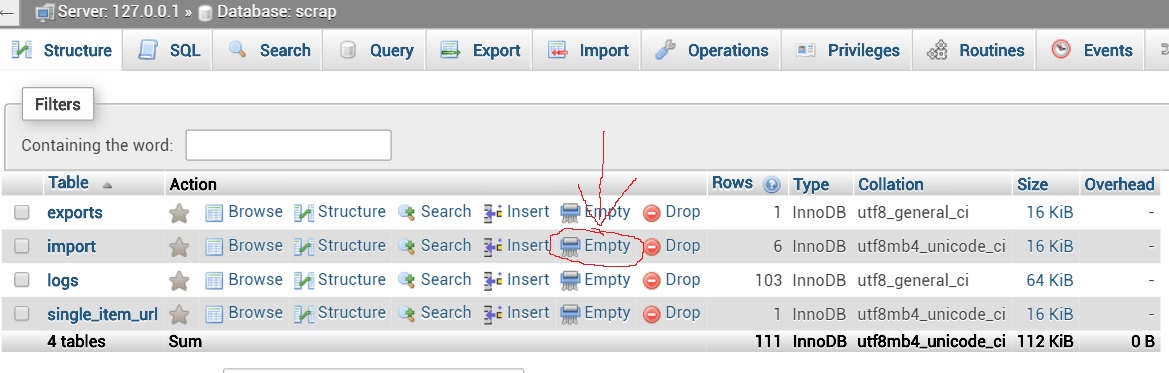 Server: 127.0.0.1 » Database: scrap
Structure SQL Search Query Export Import Operations Privileges Routines Events
Filters
Containing the word:
Table Action Rows Type Collation Size Overhead
exports Browse Structure Search Insert Empty Drop 1 InnoDB utf8_general_ci 16 KiB -
import Browse Structure Search Insert Empty Drop 6 InnoDB utf8mb4_unicode_ci 16 KiB -
logs Browse Structure Search Insert Empty Drop 103 InnoDB utf8_general_ci 64 KiB -
single_item_url Browse Structure Search Insert Empty Drop 1 InnoDB utf8mb4_unicode_ci 16 KiB -
4 tables Sum 111 InnoDB utf8mb4_unicode_ci 112 KiB 0 B